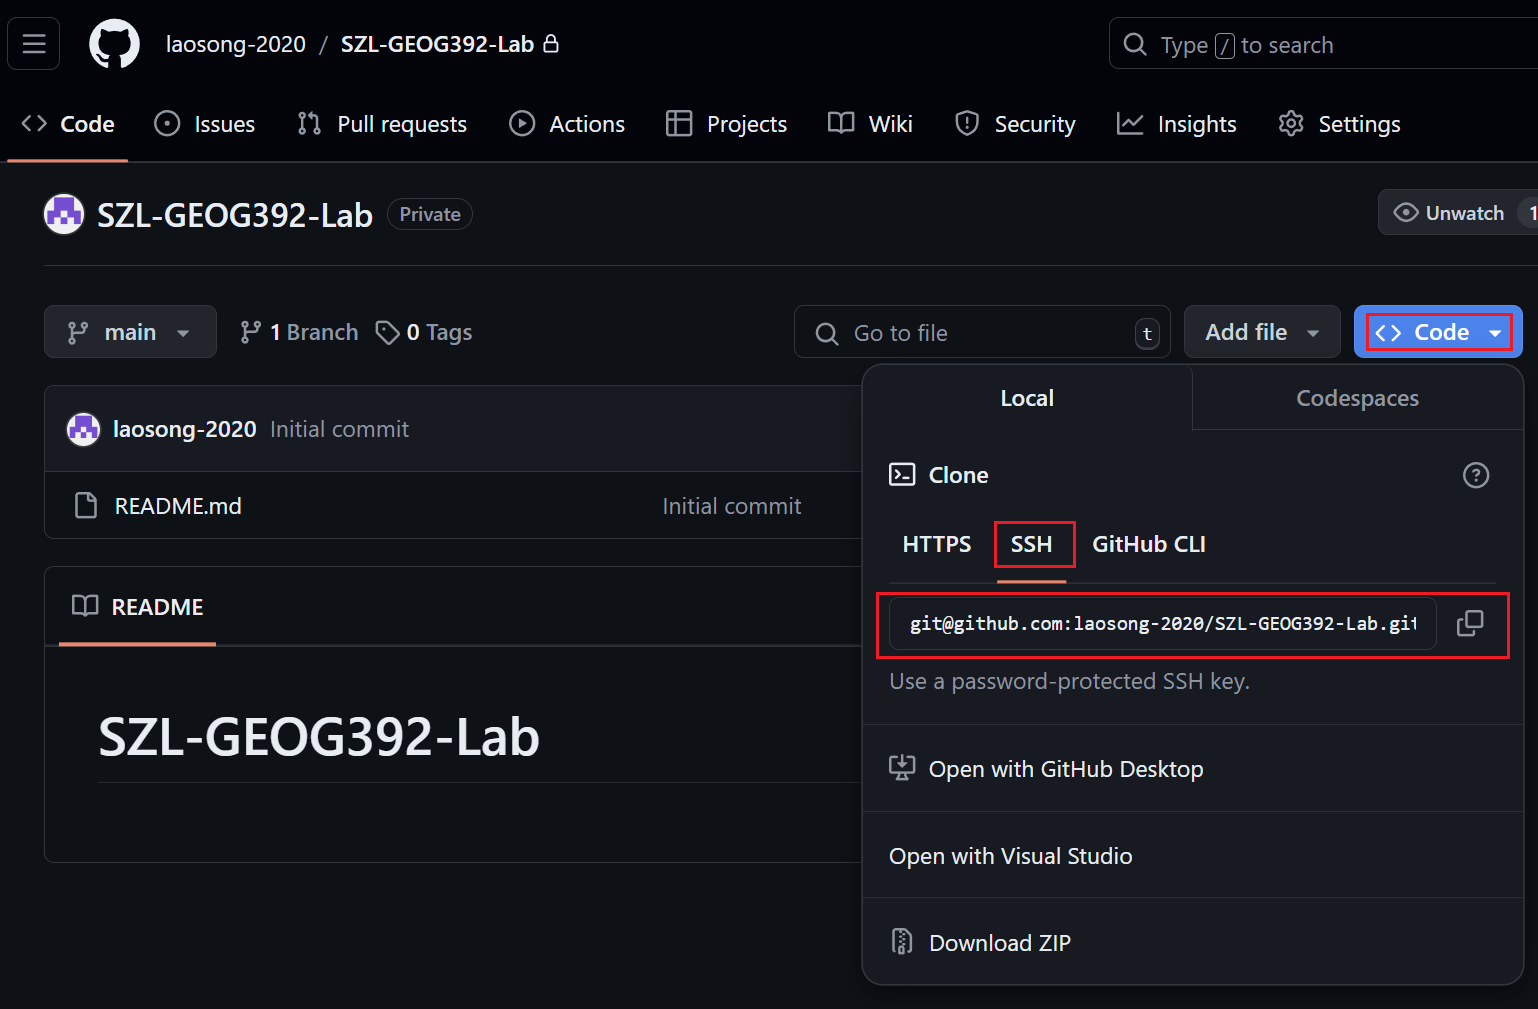 laosong-2020 / SZL-GEOG392-Lab
Type / to search
Code Issues Pull requests Actions Projects Wiki Security Insights Settings
SZL-GEOG392-Lab Private
Unwatch 1
main 1 Branch 0 Tags
Go to file t
Add file
Code
laosong-2020 Initial commit
README.md Initial commit
README
SZL-GEOG392-Lab
Local Codespaces
Clone
HTTPS SSH GitHub CLI
git@github.com:laosong-2020/SZL-GEOG392-Lab.git
Use a password-protected SSH key.
Open with GitHub Desktop
Open with Visual Studio
Download ZIP